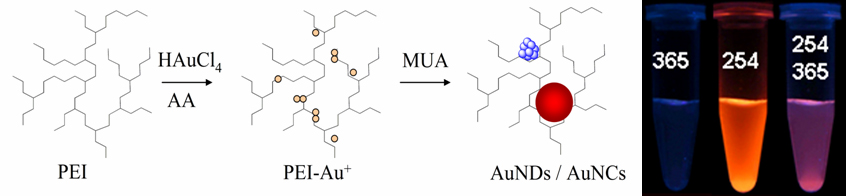 PEI
HAuCl4
AA
PEI-Au+
MUA
AuNDs / AuNCs
365
254
254
365